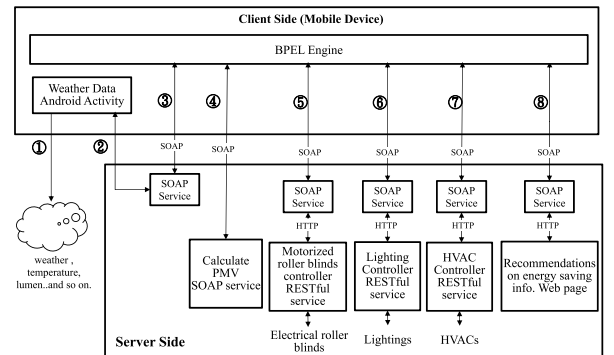 Client Side (Mobile Device)
BPEL Engine
Weather Data
Android Activity
①
②
③
④
⑤
⑥
⑦
⑧
SOAP
SOAP
SOAP
SOAP
SOAP
SOAP
SOAP
Service
SOAP
Service
SOAP
Service
SOAP
Service
SOAP
Service
HTTP
HTTP
HTTP
HTTP
weather ,
temperature,
lumen..and so on.
Calculate
PMV
SOAP service
Motorized
roller blinds
controller
RESTful
service
Lighting
Controller
RESTful
service
HVAC
Controller
RESTful
service
Recommendations
on energy saving
info. Web page
Server Side
Electrical roller
blinds
Lightings
HVACs